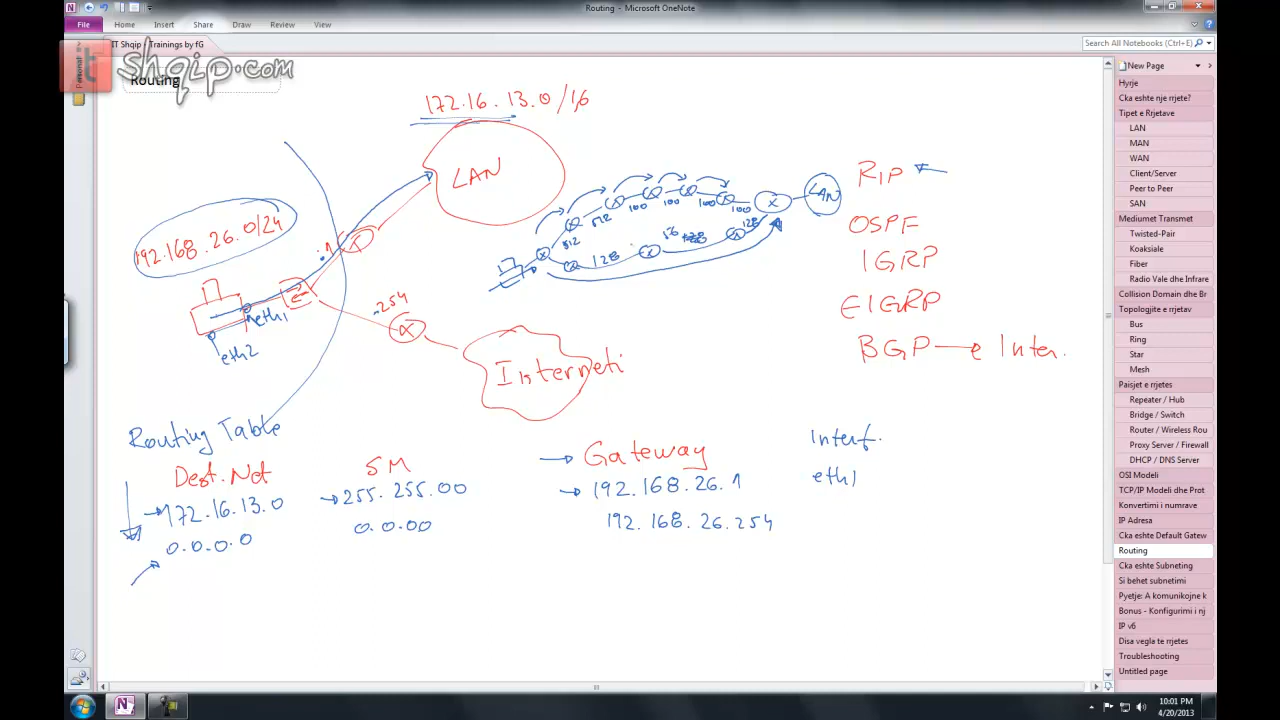 Routing - Microsoft OneNote
File Home Insert Share Draw Review View
IT Shqip - Trainings by fG
Search All Notebooks (Ctrl+E)
Shqip.com
Routing
New Page
172.16.13.0/16
LAN
192.168.26.0/24
.1
eth1
eth2
.254
Interneti
512
512
100
100
100
100
128
128
LAN
RIP
OSPF
IGRP
EIGRP
BGP → Inter.
Routing Table
Dest. Net SM Gateway Interf.
172.16.13.0 255.255.00 192.168.26.1 eth1
0.0.0.0 0.0.00 192.168.26.254
Hyrje
Cka eshte nje rrjete?
Tipet e Rrjetave
LAN
MAN
WAN
Client/Server
Peer to Peer
SAN
Mediumet Transmet
Twisted-Pair
Koaksiale
Fiber
Radio Vale dhe Infrare
Collision Domain dhe Br
Topologjite e rrjetav
Bus
Ring
Star
Mesh
Paisjet e rrjetes
Repeater / Hub
Bridge / Switch
Router / Wireless Rou
Proxy Server / Firewall
DHCP / DNS Server
OSI Modeli
TCP/IP Modeli dhe Prot
Konvertimi i numrave
IP Adresa
Cka eshte Default Gatew
Routing
Cka eshte Subneting
Si behet subnetimi
Pyetje: A komunikojne k
Bonus - Konfigurimi i nj
IP v6
Disa vegla te rrjetes
Troubleshooting
Untitled page
10:01 PM
4/20/2013